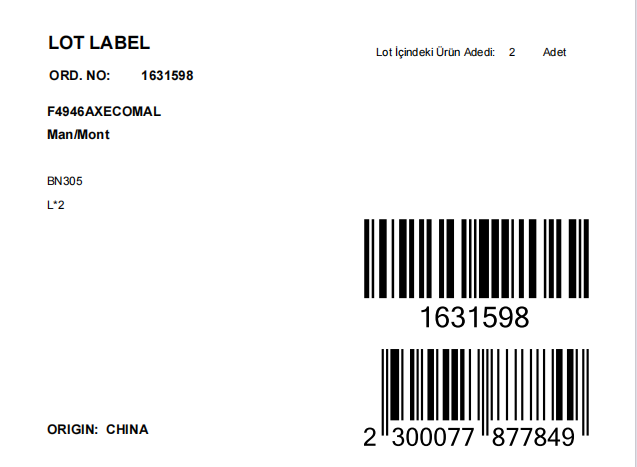 LOT LABEL
Lot İçindeki Ürün Adedi: 2 Adet
ORD. NO: 1631598
F4946AXECOMAL
Man/Mont
BN305
L*2
1631598
2 300077 877849
ORIGIN: CHINA